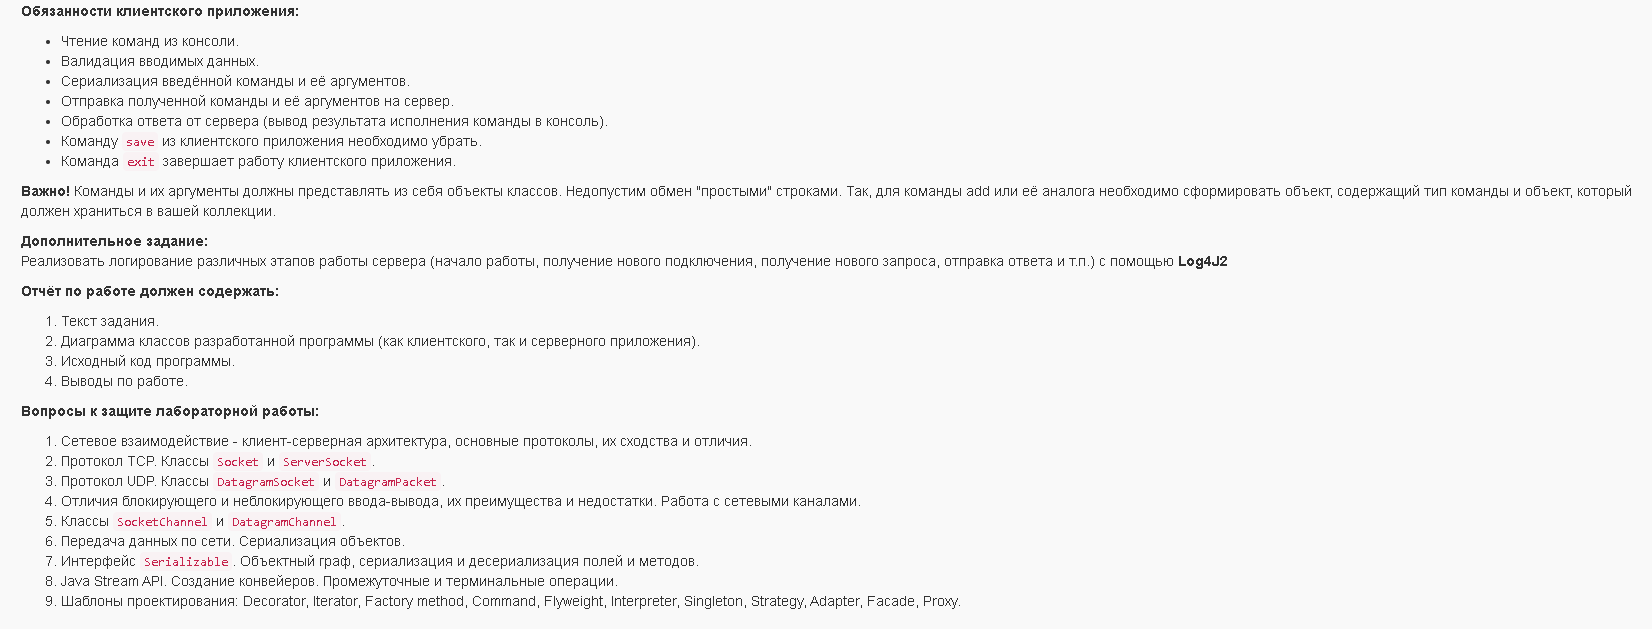 Обязанности клиентского приложения:
• Чтение команд из консоли.
• Валидация вводимых данных.
• Сериализация введённой команды и её аргументов.
• Отправка полученной команды и её аргументов на сервер.
• Обработка ответа от сервера (вывод результата исполнения команды в консоль).
• Команду save из клиентского приложения необходимо убрать.
• Команда exit завершает работу клиентского приложения.
Важно! Команды и их аргументы должны представлять из себя объекты классов. Недопустим обмен "простыми" строками. Так, для команды add или её аналога необходимо сформировать объект, содержащий тип команды и объект, который
должен храниться в вашей коллекции.
Дополнительное задание:
Реализовать логирование различных этапов работы сервера (начало работы, получение нового подключения, получение нового запроса, отправка ответа и т.п.) с помощью Log4J2
Отчёт по работе должен содержать:
1. Текст задания.
2. Диаграмма классов разработанной программы (как клиентского, так и серверного приложения).
3. Исходный код программы.
4. Выводы по работе.
Вопросы к защите лабораторной работы:
1. Сетевое взаимодействие - клиент-серверная архитектура, основные протоколы, их сходства и отличия.
2. Протокол TCP. Классы Socket и ServerSocket.
3. Протокол UDP. Классы DatagramSocket и DatagramPacket.
4. Отличия блокирующего и неблокирующего ввода-вывода, их преимущества и недостатки. Работа с сетевыми каналами.
5. Классы SocketChannel и DatagramChannel.
6. Передача данных по сети. Сериализация объектов.
7. Интерфейс Serializable. Объектный граф, сериализация и десериализация полей и методов.
8. Java Stream API. Создание конвейеров. Промежуточные и терминальные операции.
9. Шаблоны проектирования: Decorator, Iterator, Factory method, Command, Flyweight, Interpreter, Singleton, Strategy, Adapter, Facade, Proxy.